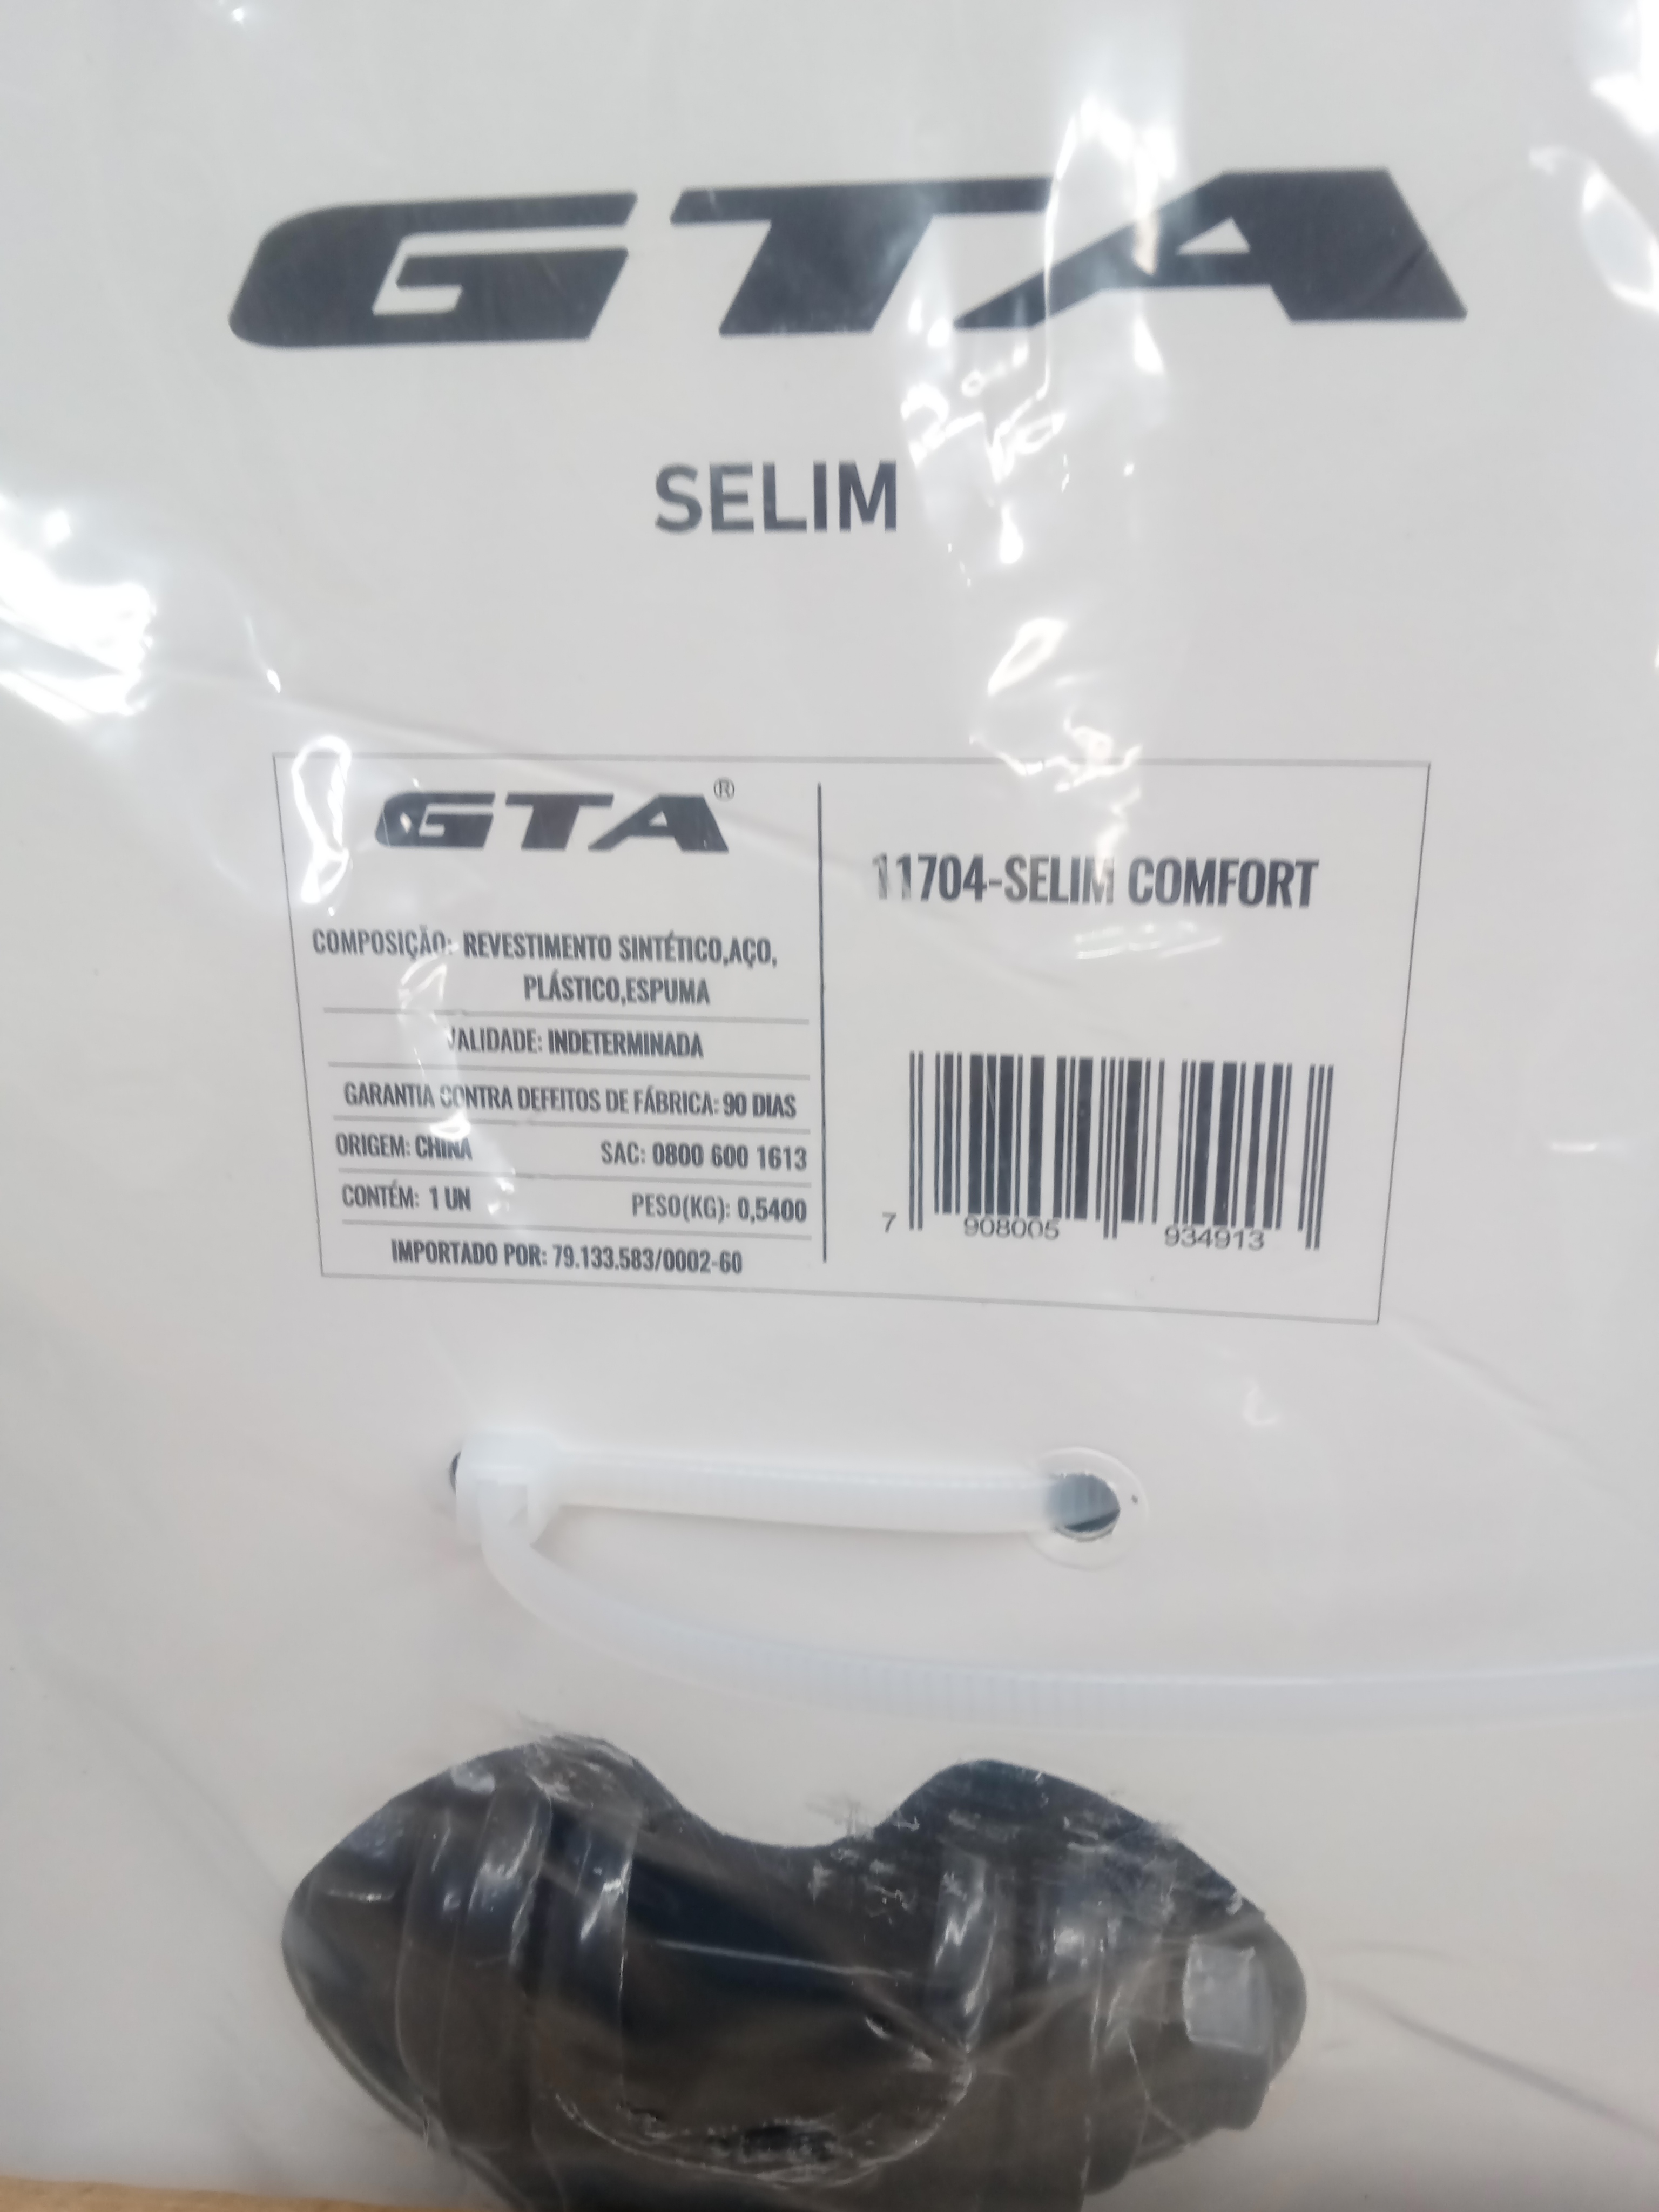 GTA
SELIM
GTA®
COMPOSIÇÃO: REVESTIMENTO SINTÉTICO,AÇO,
PLÁSTICO,ESPUMA
VALIDADE: INDETERMINADA
GARANTIA CONTRA DEFEITOS DE FÁBRICA: 90 DIAS
ORIGEM: CHINA SAC: 0800 600 1613
CONTÉM: 1 UN PESO(KG): 0,5400
IMPORTADO POR: 79.133.583/0002-60
11704-SELIM COMFORT
7 908005 934913